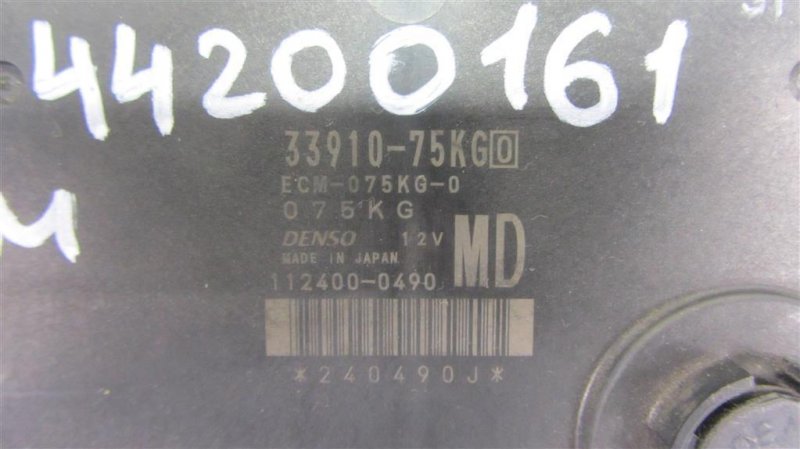 44200161
33910-75KG0
ECM-075KG-0
075KG
DENSO 12V MD
MADE IN JAPAN
112400-0490
*240490J*